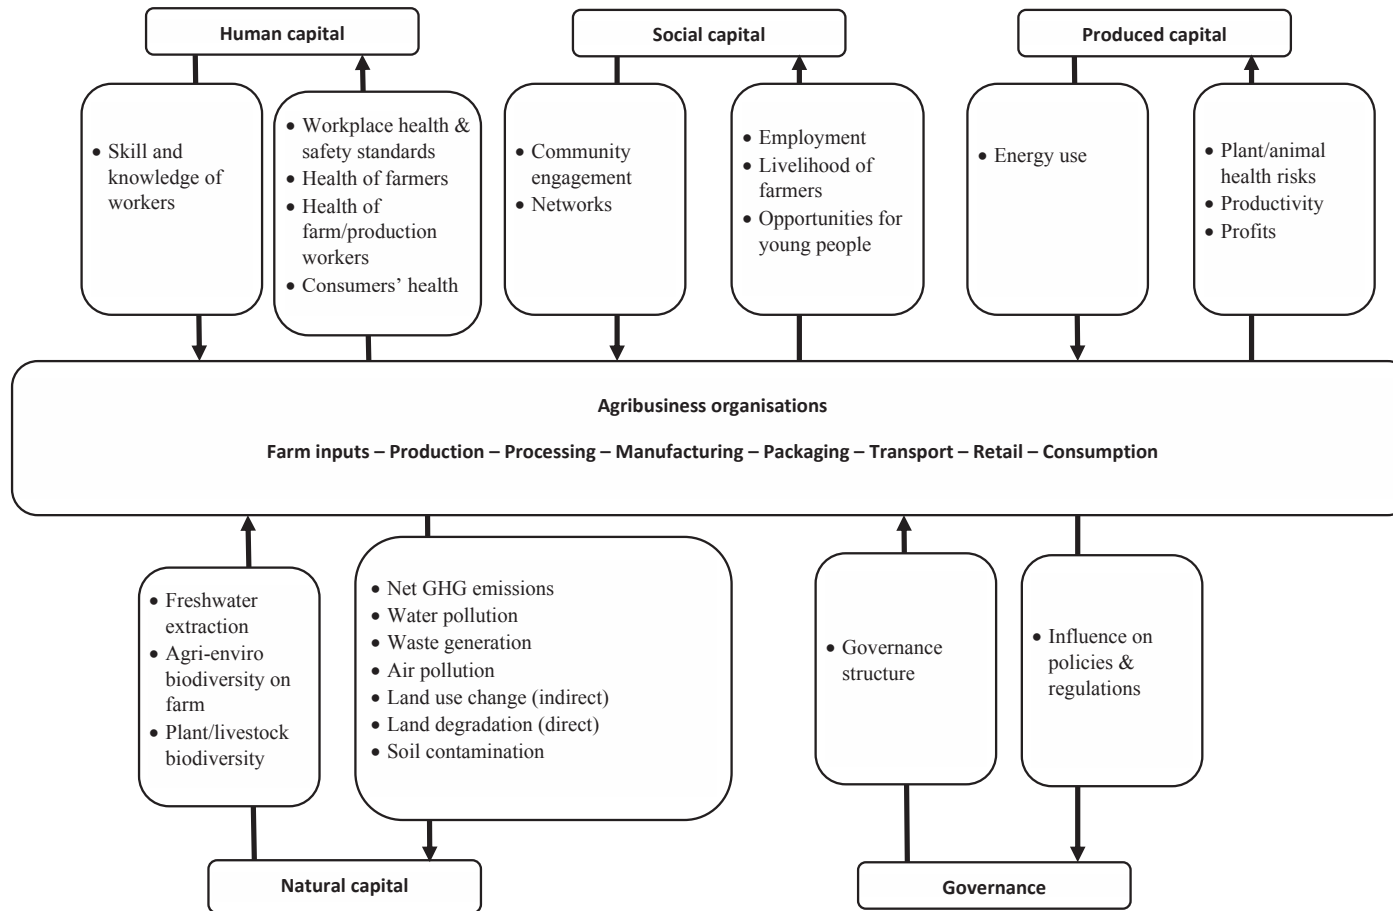 Human capital
Social capital
Produced capital
• Skill and
knowledge of
workers
• Workplace health &
safety standards
• Health of farmers
• Health of
farm/production
workers
• Consumers’ health
• Community
engagement
• Networks
• Employment
• Livelihood of
farmers
• Opportunities for
young people
• Energy use
• Plant/animal
health risks
• Productivity
• Profits
Agribusiness organisations
Farm inputs – Production – Processing – Manufacturing – Packaging – Transport – Retail – Consumption
• Freshwater
extraction
• Agri-enviro
biodiversity on
farm
• Plant/livestock
biodiversity
• Net GHG emissions
• Water pollution
• Waste generation
• Air pollution
• Land use change (indirect)
• Land degradation (direct)
• Soil contamination
• Governance
structure
• Influence on
policies &
regulations
Natural capital
Governance